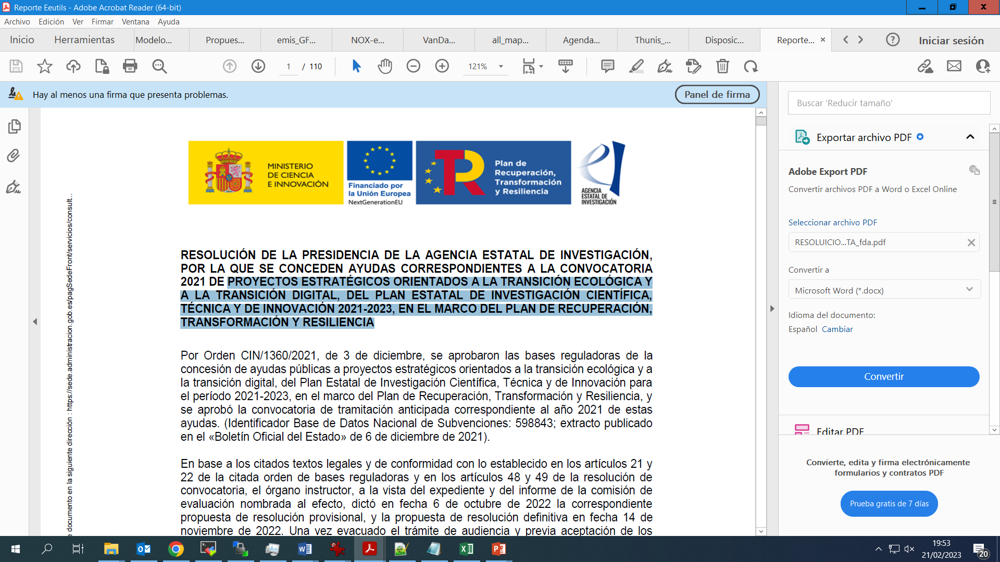 Reporte Eeutils - Adobe Acrobat Reader (64-bit)
Archivo Edición Ver Firmar Ventana Ayuda
Inicio Herramientas Modelo... Propues... emis_GF... NOX-e... VanDa... all_map... Agenda... Thunis_... Disposic... Reporte... Iniciar sesión
1 / 110 121%
Hay al menos una firma que presenta problemas.
Panel de firma
MINISTERIO
DE CIENCIA
E INNOVACIÓN
Financiado por
la Unión Europea
NextGenerationEU
Plan de
Recuperación,
Transformación
y Resiliencia
AGENCIA
ESTATAL DE
INVESTIGACIÓN
e documento en la siguiente dirección : https://sede.administracion.gob.es/pagSedeFront/servicios/consult...
RESOLUCIÓN DE LA PRESIDENCIA DE LA AGENCIA ESTATAL DE INVESTIGACIÓN,
POR LA QUE SE CONCEDEN AYUDAS CORRESPONDIENTES A LA CONVOCATORIA
2021 DE PROYECTOS ESTRATÉGICOS ORIENTADOS A LA TRANSICIÓN ECOLÓGICA Y
A LA TRANSICIÓN DIGITAL, DEL PLAN ESTATAL DE INVESTIGACIÓN CIENTÍFICA,
TÉCNICA Y DE INNOVACIÓN 2021-2023, EN EL MARCO DEL PLAN DE RECUPERACIÓN,
TRANSFORMACIÓN Y RESILIENCIA
Por Orden CIN/1360/2021, de 3 de diciembre, se aprobaron las bases reguladoras de la
concesión de ayudas públicas a proyectos estratégicos orientados a la transición ecológica y a
la transición digital, del Plan Estatal de Investigación Científica, Técnica y de Innovación para
el período 2021-2023, en el marco del Plan de Recuperación, Transformación y Resiliencia, y
se aprobó la convocatoria de tramitación anticipada correspondiente al año 2021 de estas
ayudas. (Identificador Base de Datos Nacional de Subvenciones: 598843; extracto publicado
en el «Boletín Oficial del Estado» de 6 de diciembre de 2021).
En base a los citados textos legales y de conformidad con lo establecido en los artículos 21 y
22 de la citada orden de bases reguladoras y en los artículos 48 y 49 de la resolución de
convocatoria, el órgano instructor, a la vista del expediente y del informe de la comisión de
evaluación nombrada al efecto, dictó en fecha 6 de octubre de 2022 la correspondiente
propuesta de resolución provisional, y la propuesta de resolución definitiva en fecha 14 de
noviembre de 2022. Una vez evacuado el trámite de audiencia y previa aceptación de los
Buscar 'Reducir tamaño'
Exportar archivo PDF
Adobe Export PDF
Convertir archivos PDF a Word o Excel Online
Seleccionar archivo PDF
RESOLUICIO...TA_fda.pdf
Convertir a
Microsoft Word (*.docx)
Idioma del documento:
Español Cambiar
Convertir
Editar PDF
Convierte, edita y firma electrónicamente
formularios y contratos PDF
Prueba gratis de 7 días
19:53
21/02/2023
20